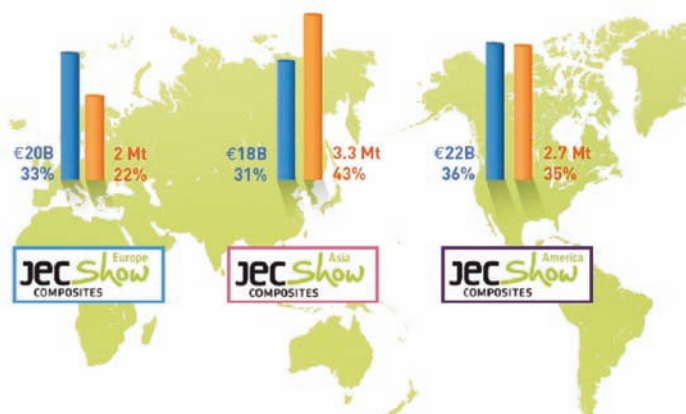 €20B
33%
2 Mt
22%
€18B
31%
3.3 Mt
43%
€22B
36%
2.7 Mt
35%
Europe
JEC Show
COMPOSITES
Asia
JEC Show
COMPOSITES
America
JEC Show
COMPOSITES